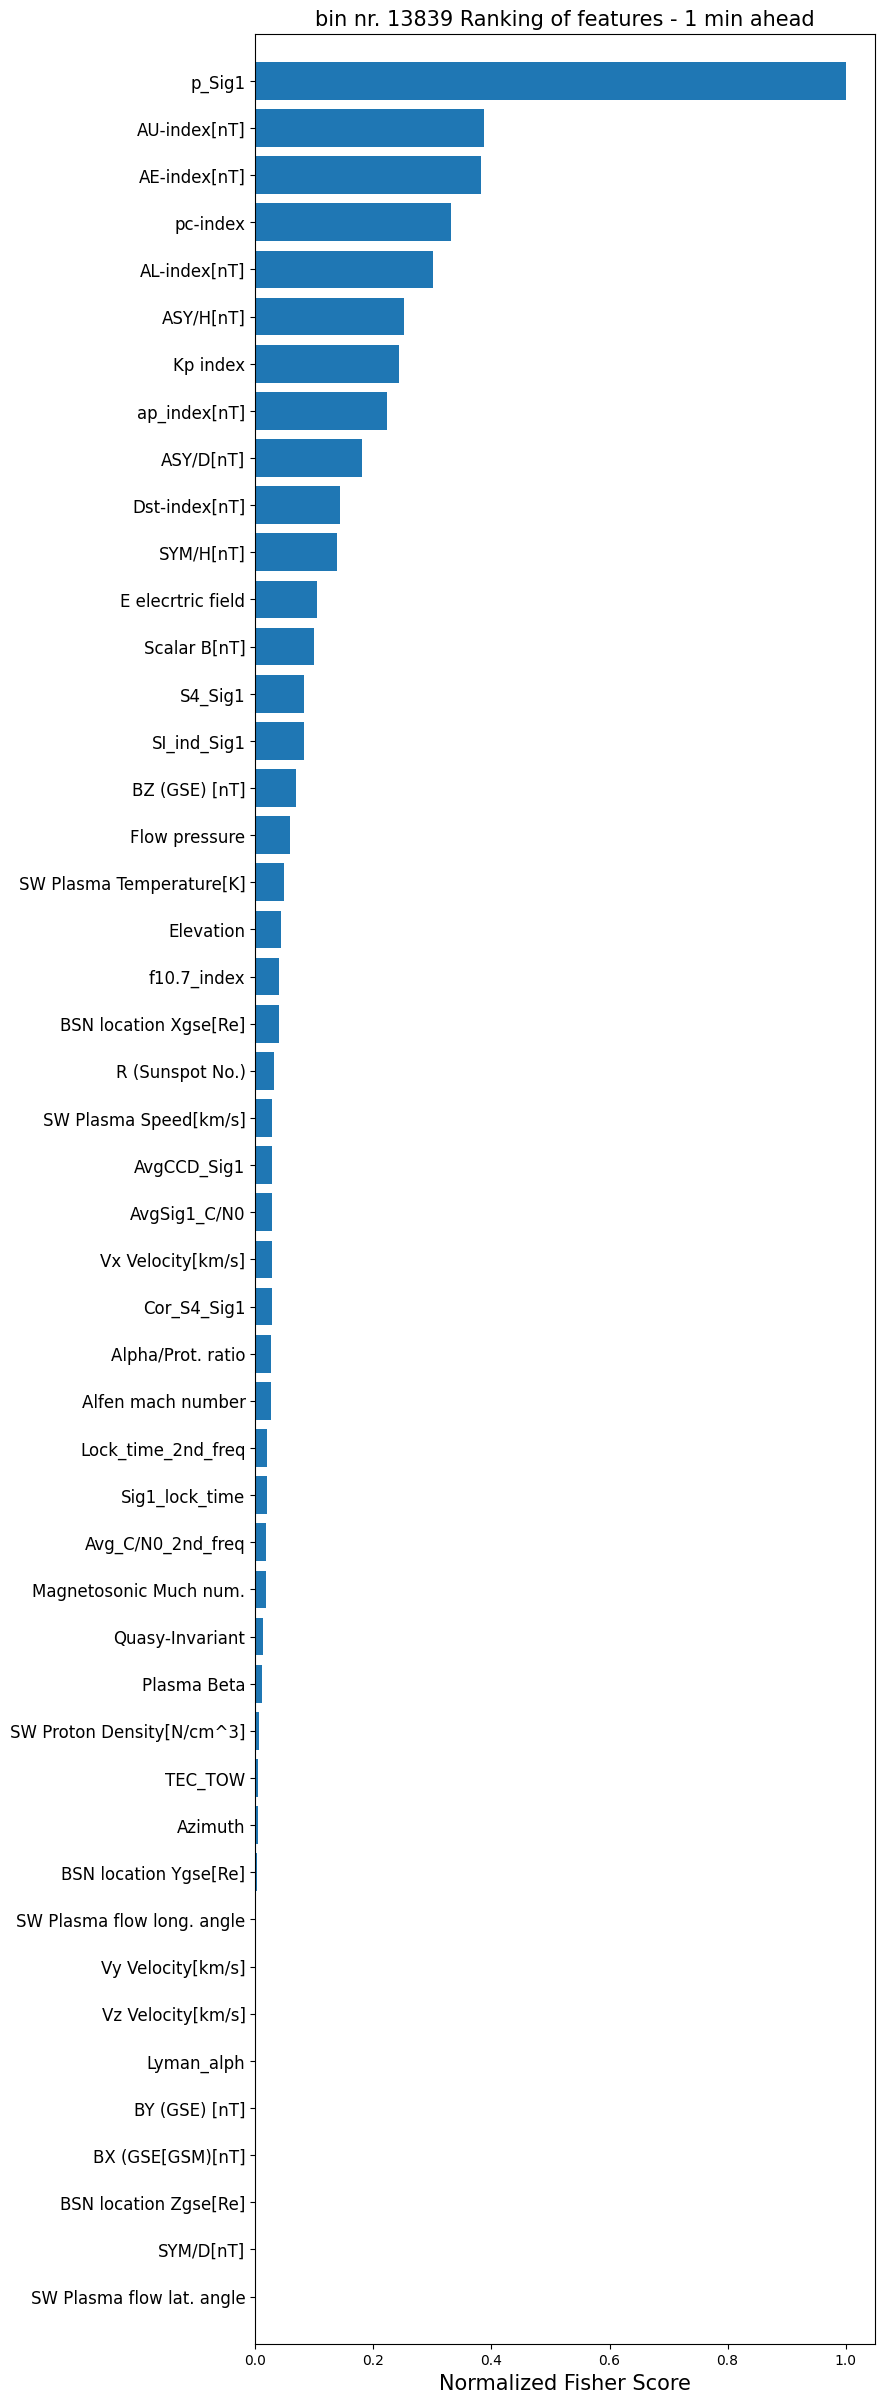 bin nr. 13839 Ranking of features - 1 min ahead
p_Sig1
AU-index[nT]
AE-index[nT]
pc-index
AL-index[nT]
ASY/H[nT]
Kp index
ap_index[nT]
ASY/D[nT]
Dst-index[nT]
SYM/H[nT]
E elecrtric field
Scalar B[nT]
S4_Sig1
SI_ind_Sig1
BZ (GSE) [nT]
Flow pressure
SW Plasma Temperature[K]
Elevation
f10.7_index
BSN location Xgse[Re]
R (Sunspot No.)
SW Plasma Speed[km/s]
AvgCCD_Sig1
AvgSig1_C/N0
Vx Velocity[km/s]
Cor_S4_Sig1
Alpha/Prot. ratio
Alfen mach number
Lock_time_2nd_freq
Sig1_lock_time
Avg_C/N0_2nd_freq
Magnetosonic Much num.
Quasy-Invariant
Plasma Beta
SW Proton Density[N/cm^3]
TEC_TOW
Azimuth
BSN location Ygse[Re]
SW Plasma flow long. angle
Vy Velocity[km/s]
Vz Velocity[km/s]
Lyman_alph
BY (GSE) [nT]
BX (GSE[GSM)[nT]
BSN location Zgse[Re]
SYM/D[nT]
SW Plasma flow lat. angle
0.0 0.2 0.4 0.6 0.8 1.0
Normalized Fisher Score